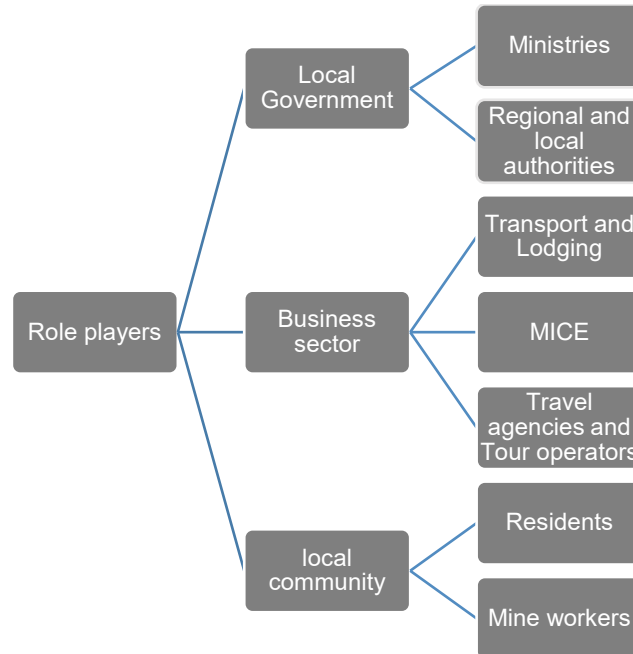 Ministries
Local
Government
Regional and
local
authorities
Transport and
Lodging
Role players
Business
sector
MICE
Travel
agencies and
Tour operators
Residents
local
community
Mine workers